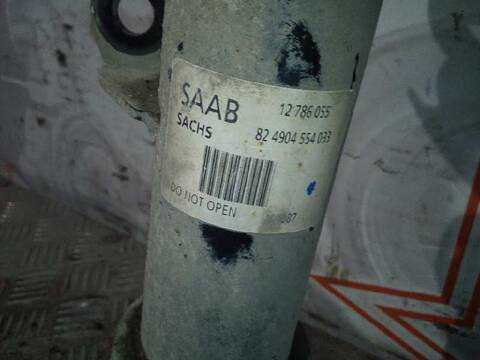 SAAB 12 786 055
SACHS 82 4904 554 033
DO NOT OPEN